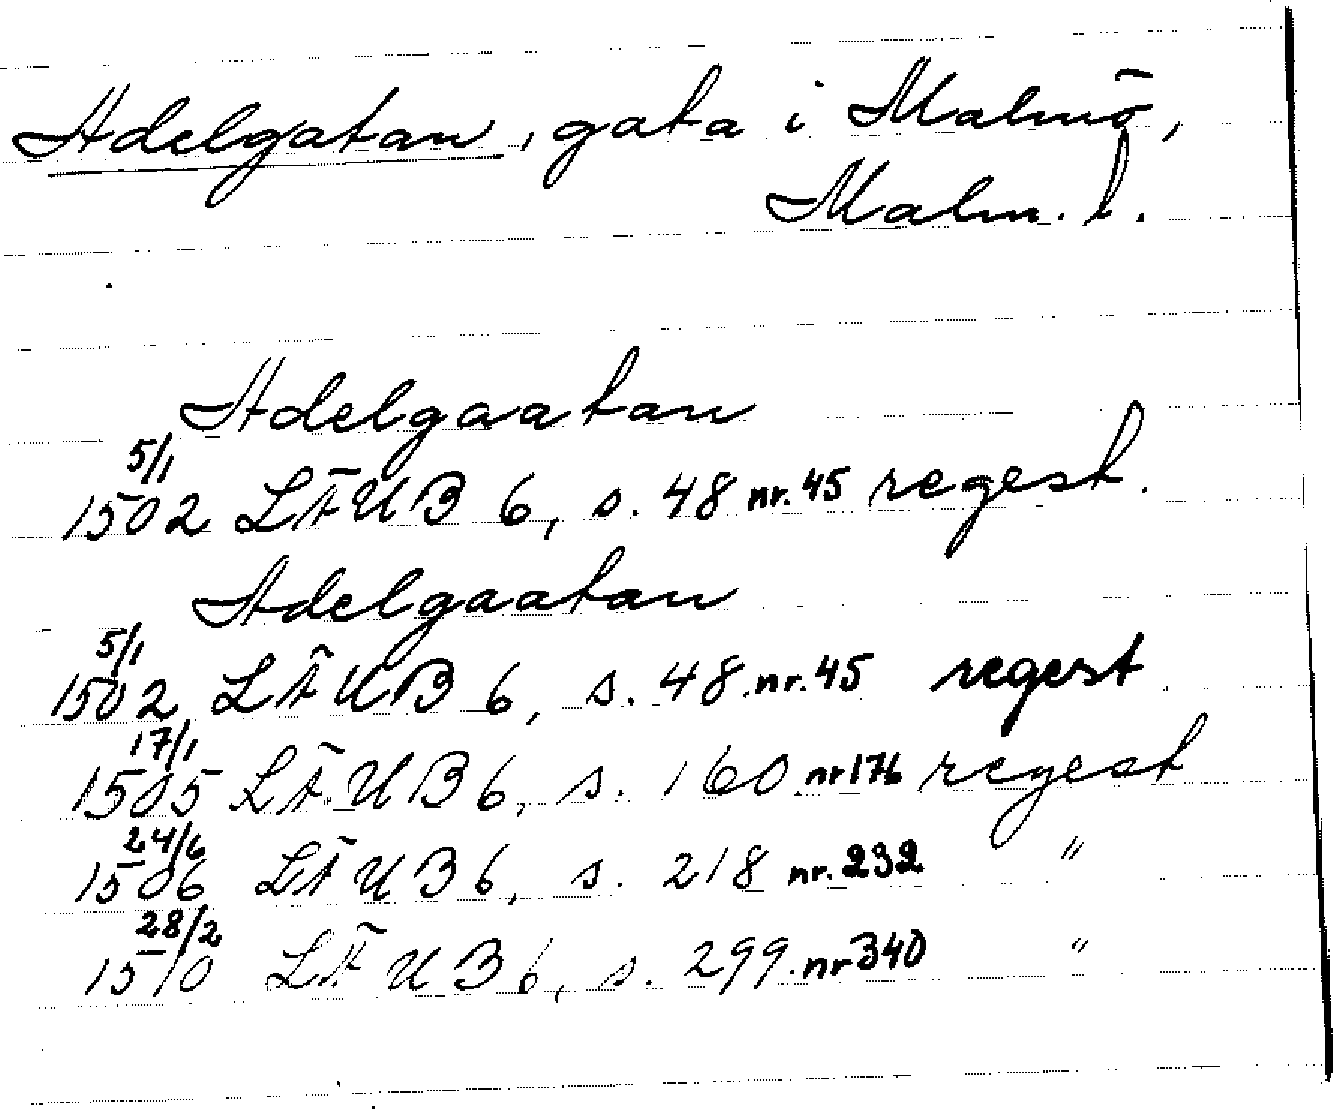 Adelgatan, gata i Malmö,
Malm. l.
Adelgaatan
5/1
1502 LÄUB 6, s. 48 nr. 45 regest.
Adelgaatan
5/1
1502 LÄUB 6, s. 48 nr. 45 regest
17/1
1505 LÄUB 6, s. 160 nr 176 regest
24/6
1506 LÄUB 6, s. 218 nr. 232 "
28/2
1510 LÄUB 6, s. 299 nr 340 "